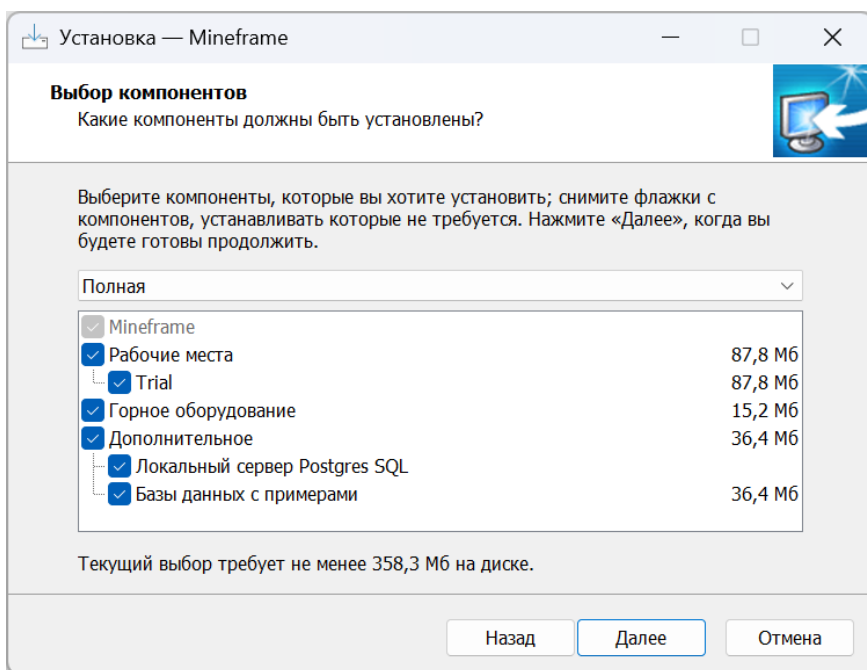 Установка — Mineframe
Выбор компонентов
Какие компоненты должны быть установлены?
Выберите компоненты, которые вы хотите установить; снимите флажки с
компонентов, устанавливать которые не требуется. Нажмите «Далее», когда вы
будете готовы продолжить.
Полная
Mineframe
Рабочие места 87,8 Мб
Trial 87,8 Мб
Горное оборудование 15,2 Мб
Дополнительное 36,4 Мб
Локальный сервер Postgres SQL
Базы данных с примерами 36,4 Мб
Текущий выбор требует не менее 358,3 Мб на диске.
Назад Далее Отмена